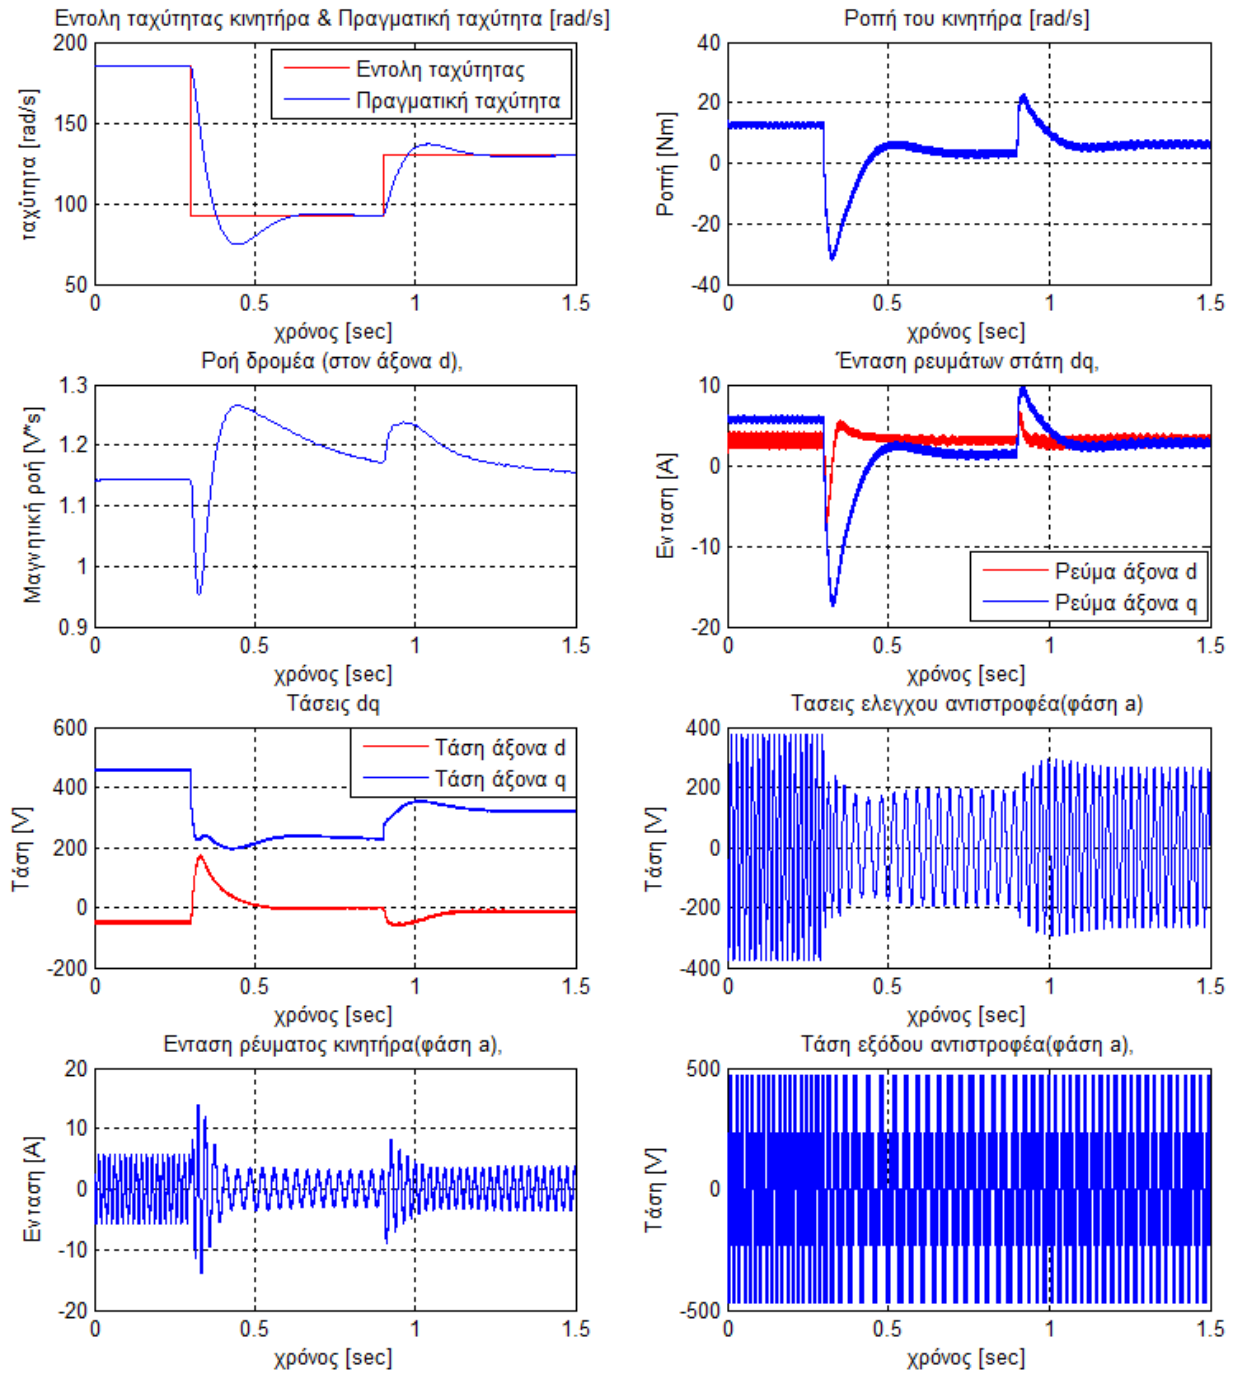 Εντολη ταχύτητας κινητήρα & Πραγματική ταχύτητα [rad/s]
200
150
100
50
ταχύτητα [rad/s]
Εντολη ταχύτητας
Πραγματική ταχύτητα
0 0.5 1 1.5
χρόνος [sec]
Ροπή του κινητήρα [rad/s]
40
20
0
-20
-40
Ροπή [Nm]
0 0.5 1 1.5
χρόνος [sec]
Ροή δρομέα (στον άξονα d),
1.3
1.2
1.1
1
0.9
Μαγνητική ροή [V*s]
0 0.5 1 1.5
χρόνος [sec]
Ένταση ρευμάτων στάτη dq,
10
0
-10
-20
Ενταση [A]
Ρεύμα άξονα d
Ρεύμα άξονα q
0 0.5 1 1.5
χρόνος [sec]
Τάσεις dq
600
400
200
0
-200
Τάση [V]
Τάση άξονα d
Τάση άξονα q
0 0.5 1 1.5
χρόνος [sec]
Τασεις ελεγχου αντιστροφέα(φάση a)
400
200
0
-200
-400
Τάση [V]
0 0.5 1 1.5
χρόνος [sec]
Ενταση ρέυματος κινητήρα(φάση a),
20
10
0
-10
-20
Ενταση [A]
0 0.5 1 1.5
χρόνος [sec]
Τάση εξόδου αντιστροφέα(φάση a),
500
0
-500
Τάση [V]
0 0.5 1 1.5
χρόνος [sec]